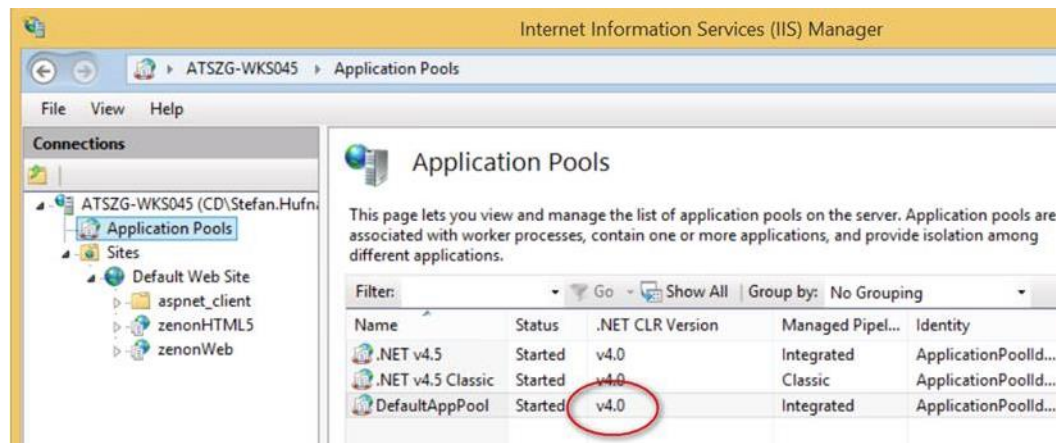 Internet Information Services (IIS) Manager
ATSZG-WKS045 Application Pools
File View Help
Connections
ATSZG-WKS045 (CD\Stefan.Hufn
Application Pools
Sites
Default Web Site
aspnet_client
zenonHTML5
zenonWeb
Application Pools
This page lets you view and manage the list of application pools on the server. Application pools are
associated with worker processes, contain one or more applications, and provide isolation among
different applications.
Filter: Go Show All Group by: No Grouping
Name Status .NET CLR Version Managed Pipel... Identity
.NET v4.5 Started v4.0 Integrated ApplicationPoolId...
.NET v4.5 Classic Started v4.0 Classic ApplicationPoolId...
DefaultAppPool Started v4.0 Integrated ApplicationPoolId...